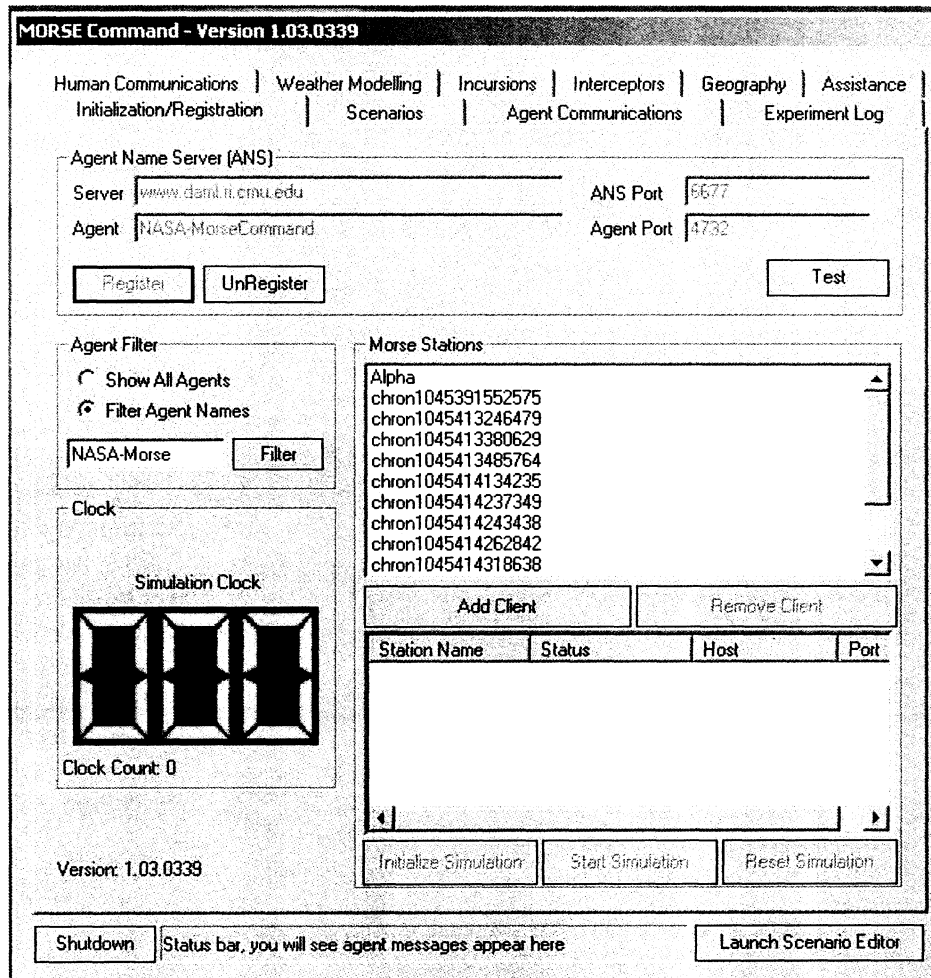 MORSE Command - Version 1.03.0339
Human Communications Weather Modelling Incursions Interceptors Geography Assistance
Initialization/Registration Scenarios Agent Communications Experiment Log
Agent Name Server (ANS)
Server www.daml.ri.cmu.edu ANS Port 6677
Agent NASA-MorseCommand Agent Port 4732
Register UnRegister Test
Agent Filter
Show All Agents
Filter Agent Names
NASA-Morse Filter
Morse Stations
Alpha
chron1045391552575
chron1045413246479
chron1045413380629
chron1045413485764
chron1045414134235
chron1045414237349
chron1045414243438
chron1045414262842
chron1045414318638
Add Client Remove Client
Clock
Simulation Clock
000
Clock Count: 0
Station Name Status Host Port
Initialize Simulation Start Simulation Reset Simulation
Version: 1.03.0339
Shutdown Status bar, you will see agent messages appear here Launch Scenario Editor